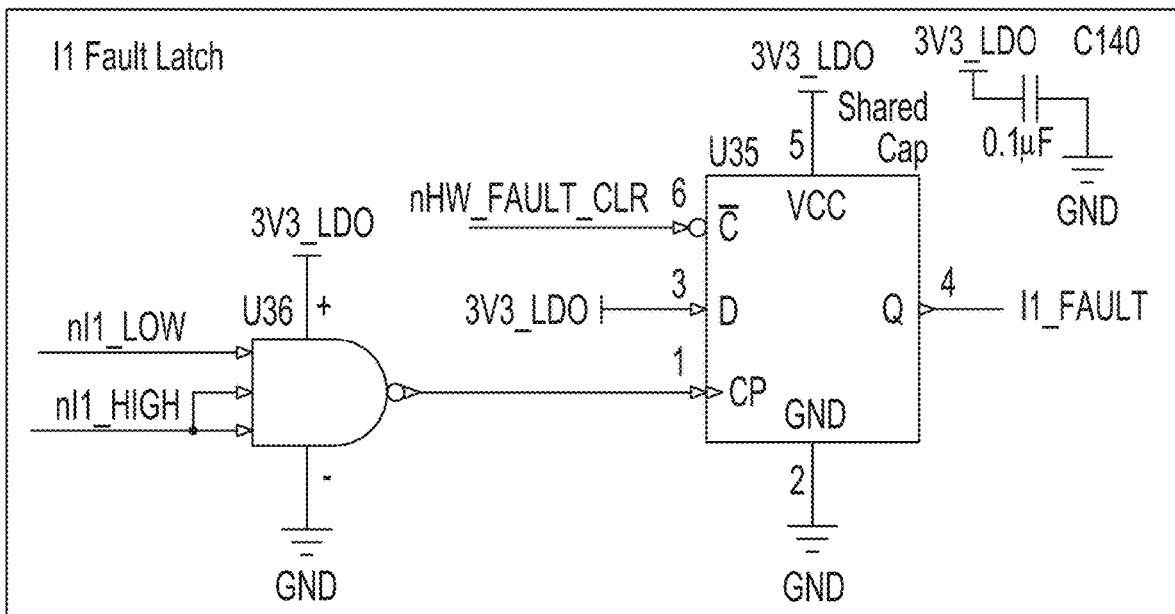 I1 Fault Latch
3V3_LDO
3V3_LDO C140
Shared
Cap
0.1µF
GND
U35
5
VCC
nHW_FAULT_CLR
6
C̅
3V3_LDO
3
D
Q
4
I1_FAULT
3V3_LDO
U36
+
nI1_LOW
nI1_HIGH
-
GND
1
CP
GND
2
GND